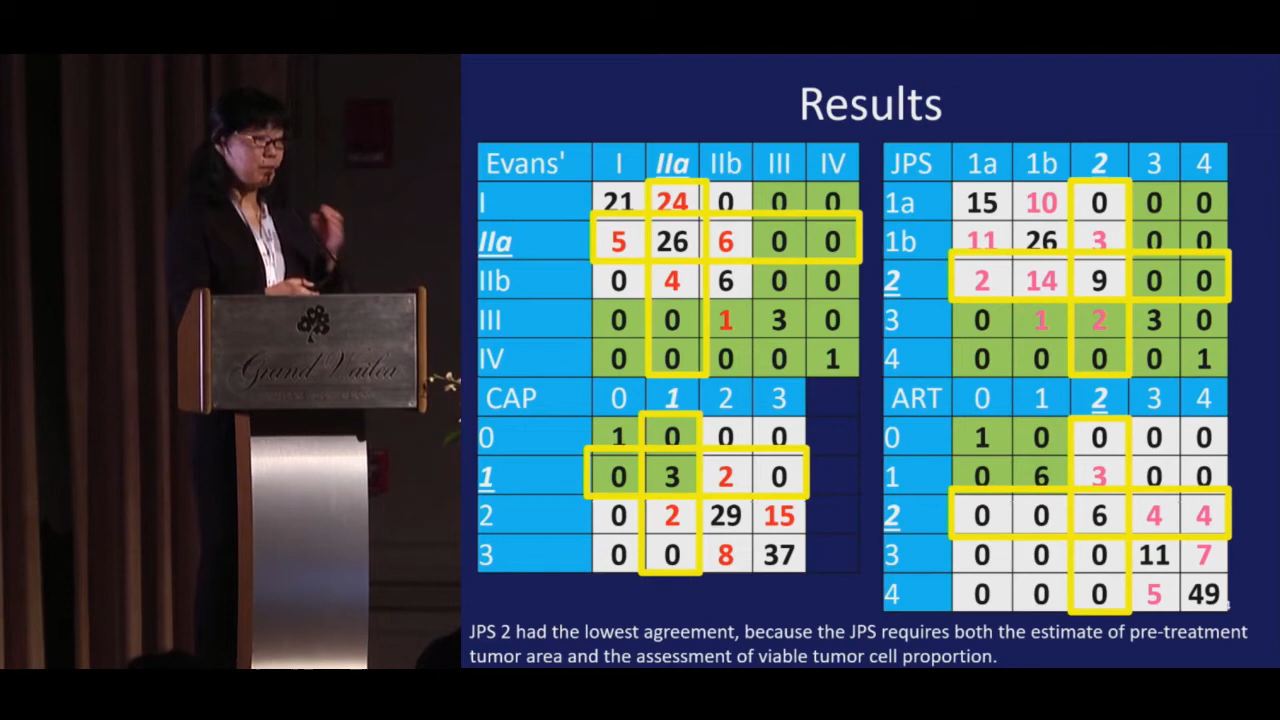 Results
Evans' I IIa IIb III IV
I 21 24 0 0 0
IIa 5 26 6 0 0
IIb 0 4 6 0 0
III 0 0 1 3 0
IV 0 0 0 0 1
CAP 0 1 2 3
0 1 0 0 0
1 0 3 2 0
2 0 2 29 15
3 0 0 8 37
JPS 1a 1b 2 3 4
1a 15 10 0 0 0
1b 11 26 3 0 0
2 2 14 9 0 0
3 0 1 2 3 0
4 0 0 0 0 1
ART 0 1 2 3 4
0 1 0 0 0 0
1 0 6 3 0 0
2 0 0 6 4 4
3 0 0 0 11 7
4 0 0 0 5 49
JPS 2 had the lowest agreement, because the JPS requires both the estimate of pre-treatment
tumor area and the assessment of viable tumor cell proportion.
Grand Wailea